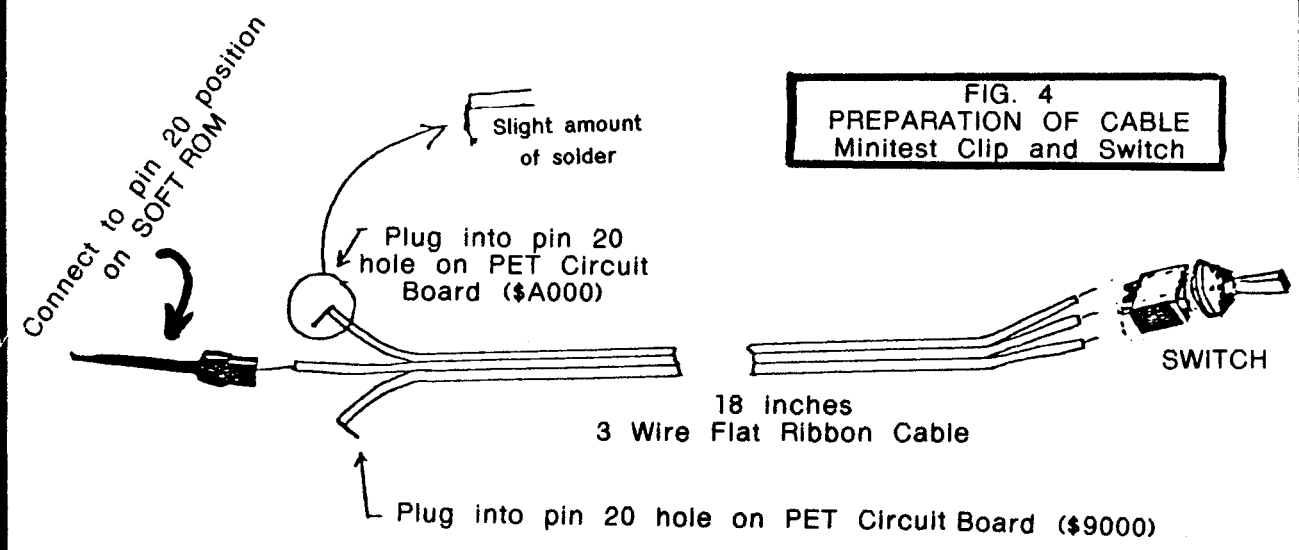 Connect to pin 20 position
on SOFT ROM
Slight amount
of solder
FIG. 4
PREPARATION OF CABLE
Minitest Clip and Switch
Plug into pin 20
hole on PET Circuit
Board ($A000)
SWITCH
18 inches
3 Wire Flat Ribbon Cable
Plug into pin 20 hole on PET Circuit Board ($9000)